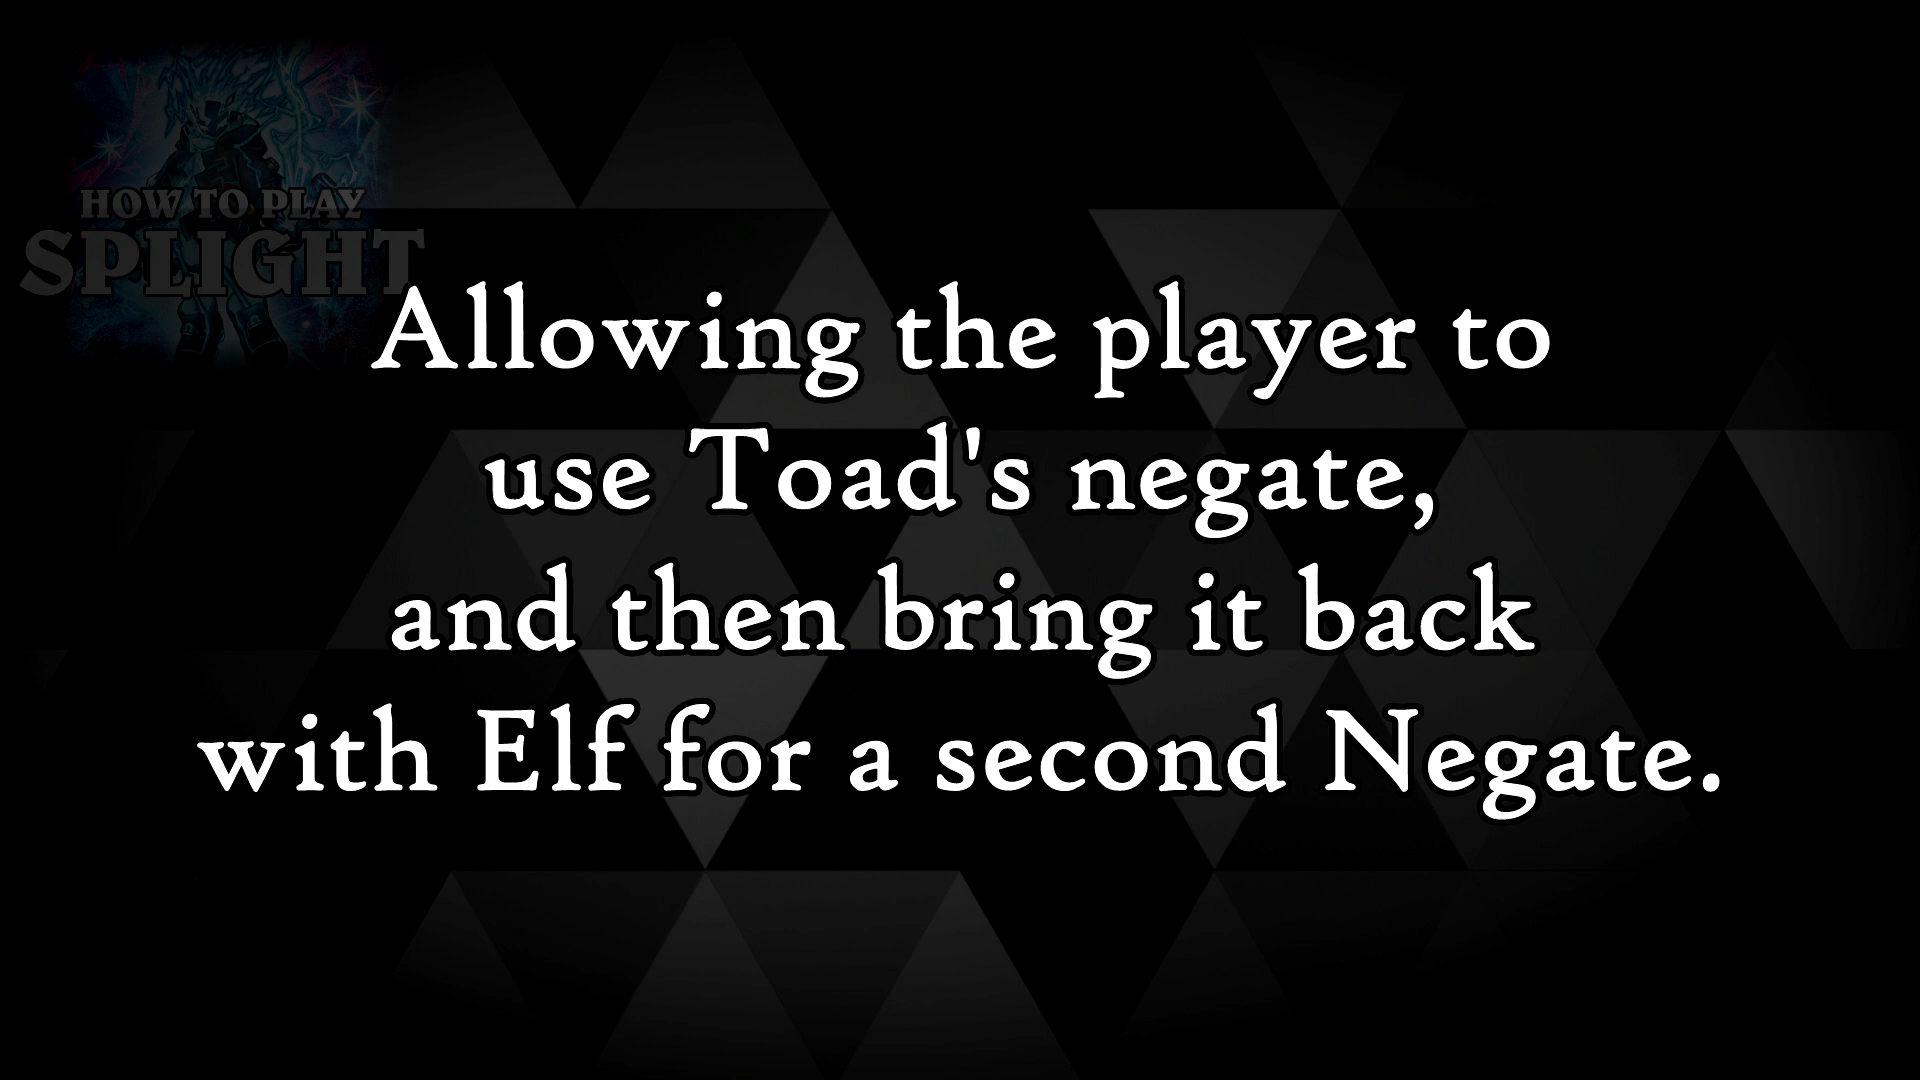 HOW TO PLAY
SPLIGHT
Allowing the player to
use Toad's negate,
and then bring it back
with Elf for a second Negate.